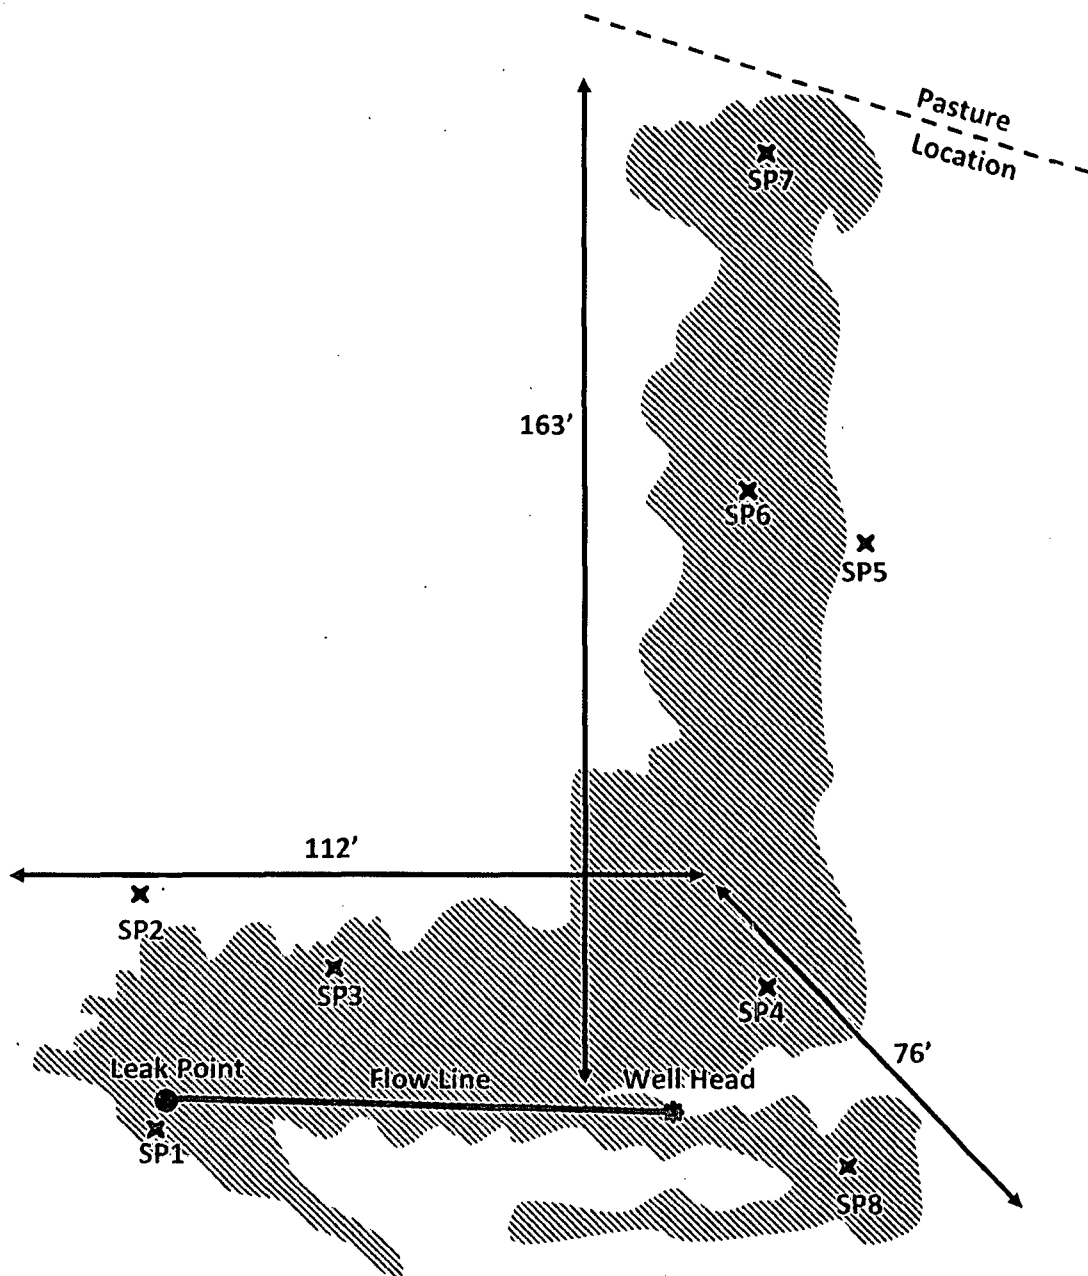 Pasture
Location
SP7
163’
SP6
SP5
112’
SP2
SP3
SP4
76’
Leak Point
Flow Line
Well Head
SP1
SP8